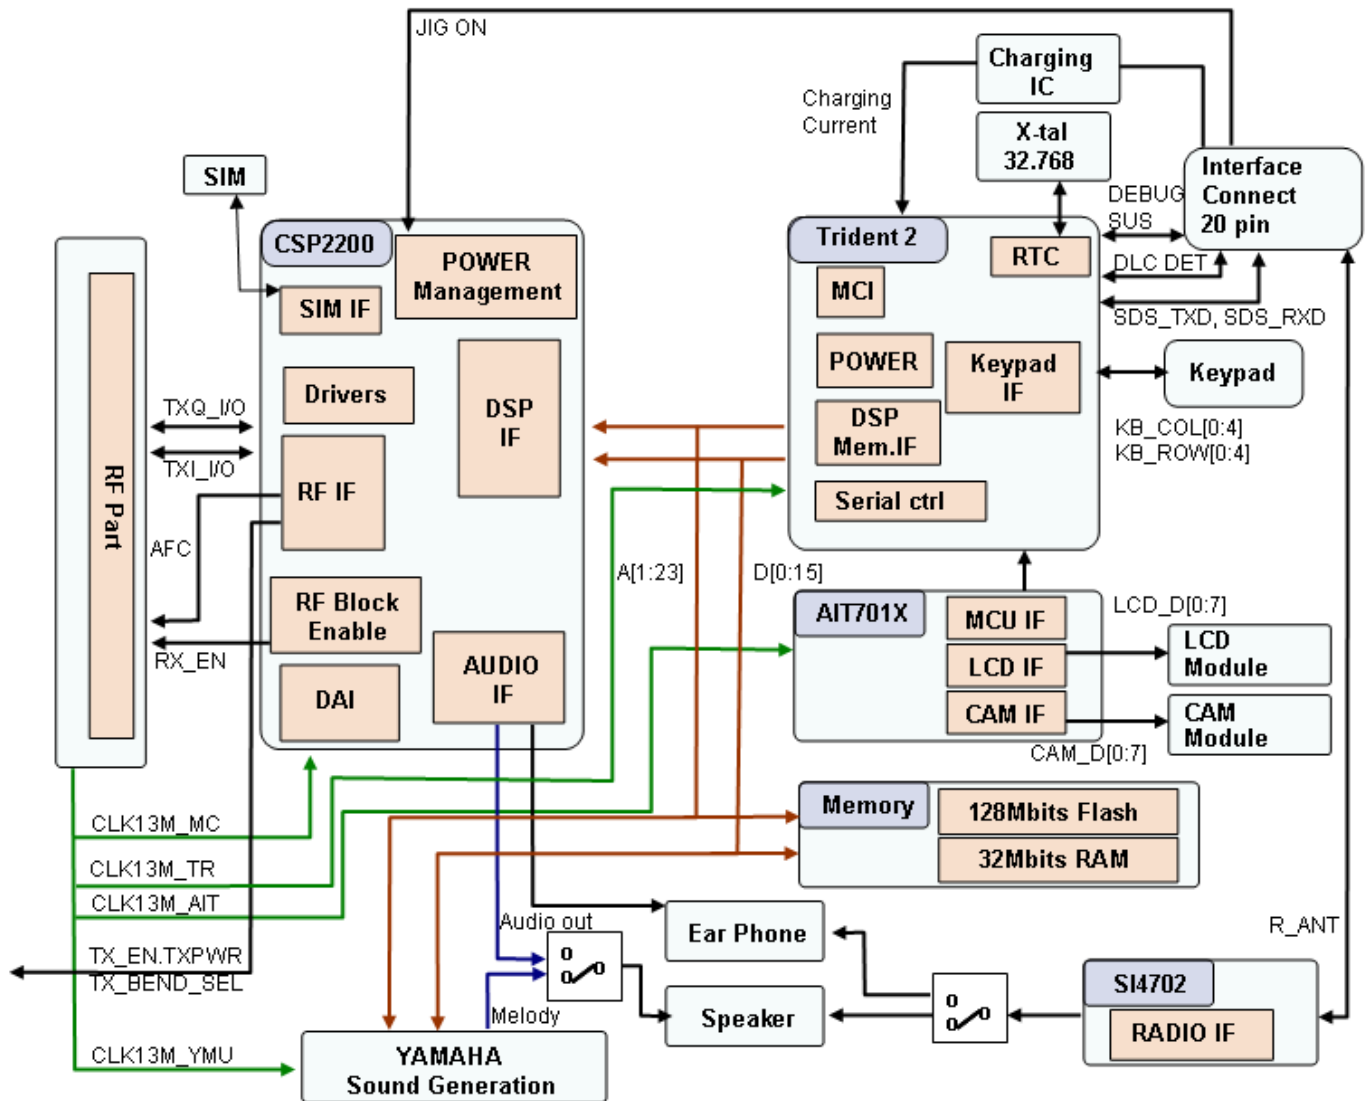 JIG ON
Charging
IC
Charging
Current
X-tal
32.768
SIM
Interface
Connect
20 pin
DEBUG
SUS
DLC DET
SDS_TXD, SDS_RXD
CSP2200
POWER
Management
SIM IF
Drivers
DSP
IF
RF IF
RF Block
Enable
AUDIO
IF
DAI
Trident 2
RTC
MCI
POWER
Keypad
IF
DSP
Mem.IF
Serial ctrl
Keypad
KB_COL[0:4]
KB_ROW[0:4]
RF Part
TXQ_I/O
TXI_I/O
AFC
RX_EN
A[1:23]
D[0:15]
AIT701X
MCU IF
LCD IF
CAM IF
LCD_D[0:7]
LCD
Module
CAM
Module
CAM_D[0:7]
Memory
128Mbits Flash
32Mbits RAM
CLK13M_MC
CLK13M_TR
CLK13M_AIT
TX_EN.TXPWR
TX_BEND_SEL
CLK13M_YMU
Audio out
Melody
Ear Phone
Speaker
R_ANT
SI4702
RADIO IF
YAMAHA
Sound Generation